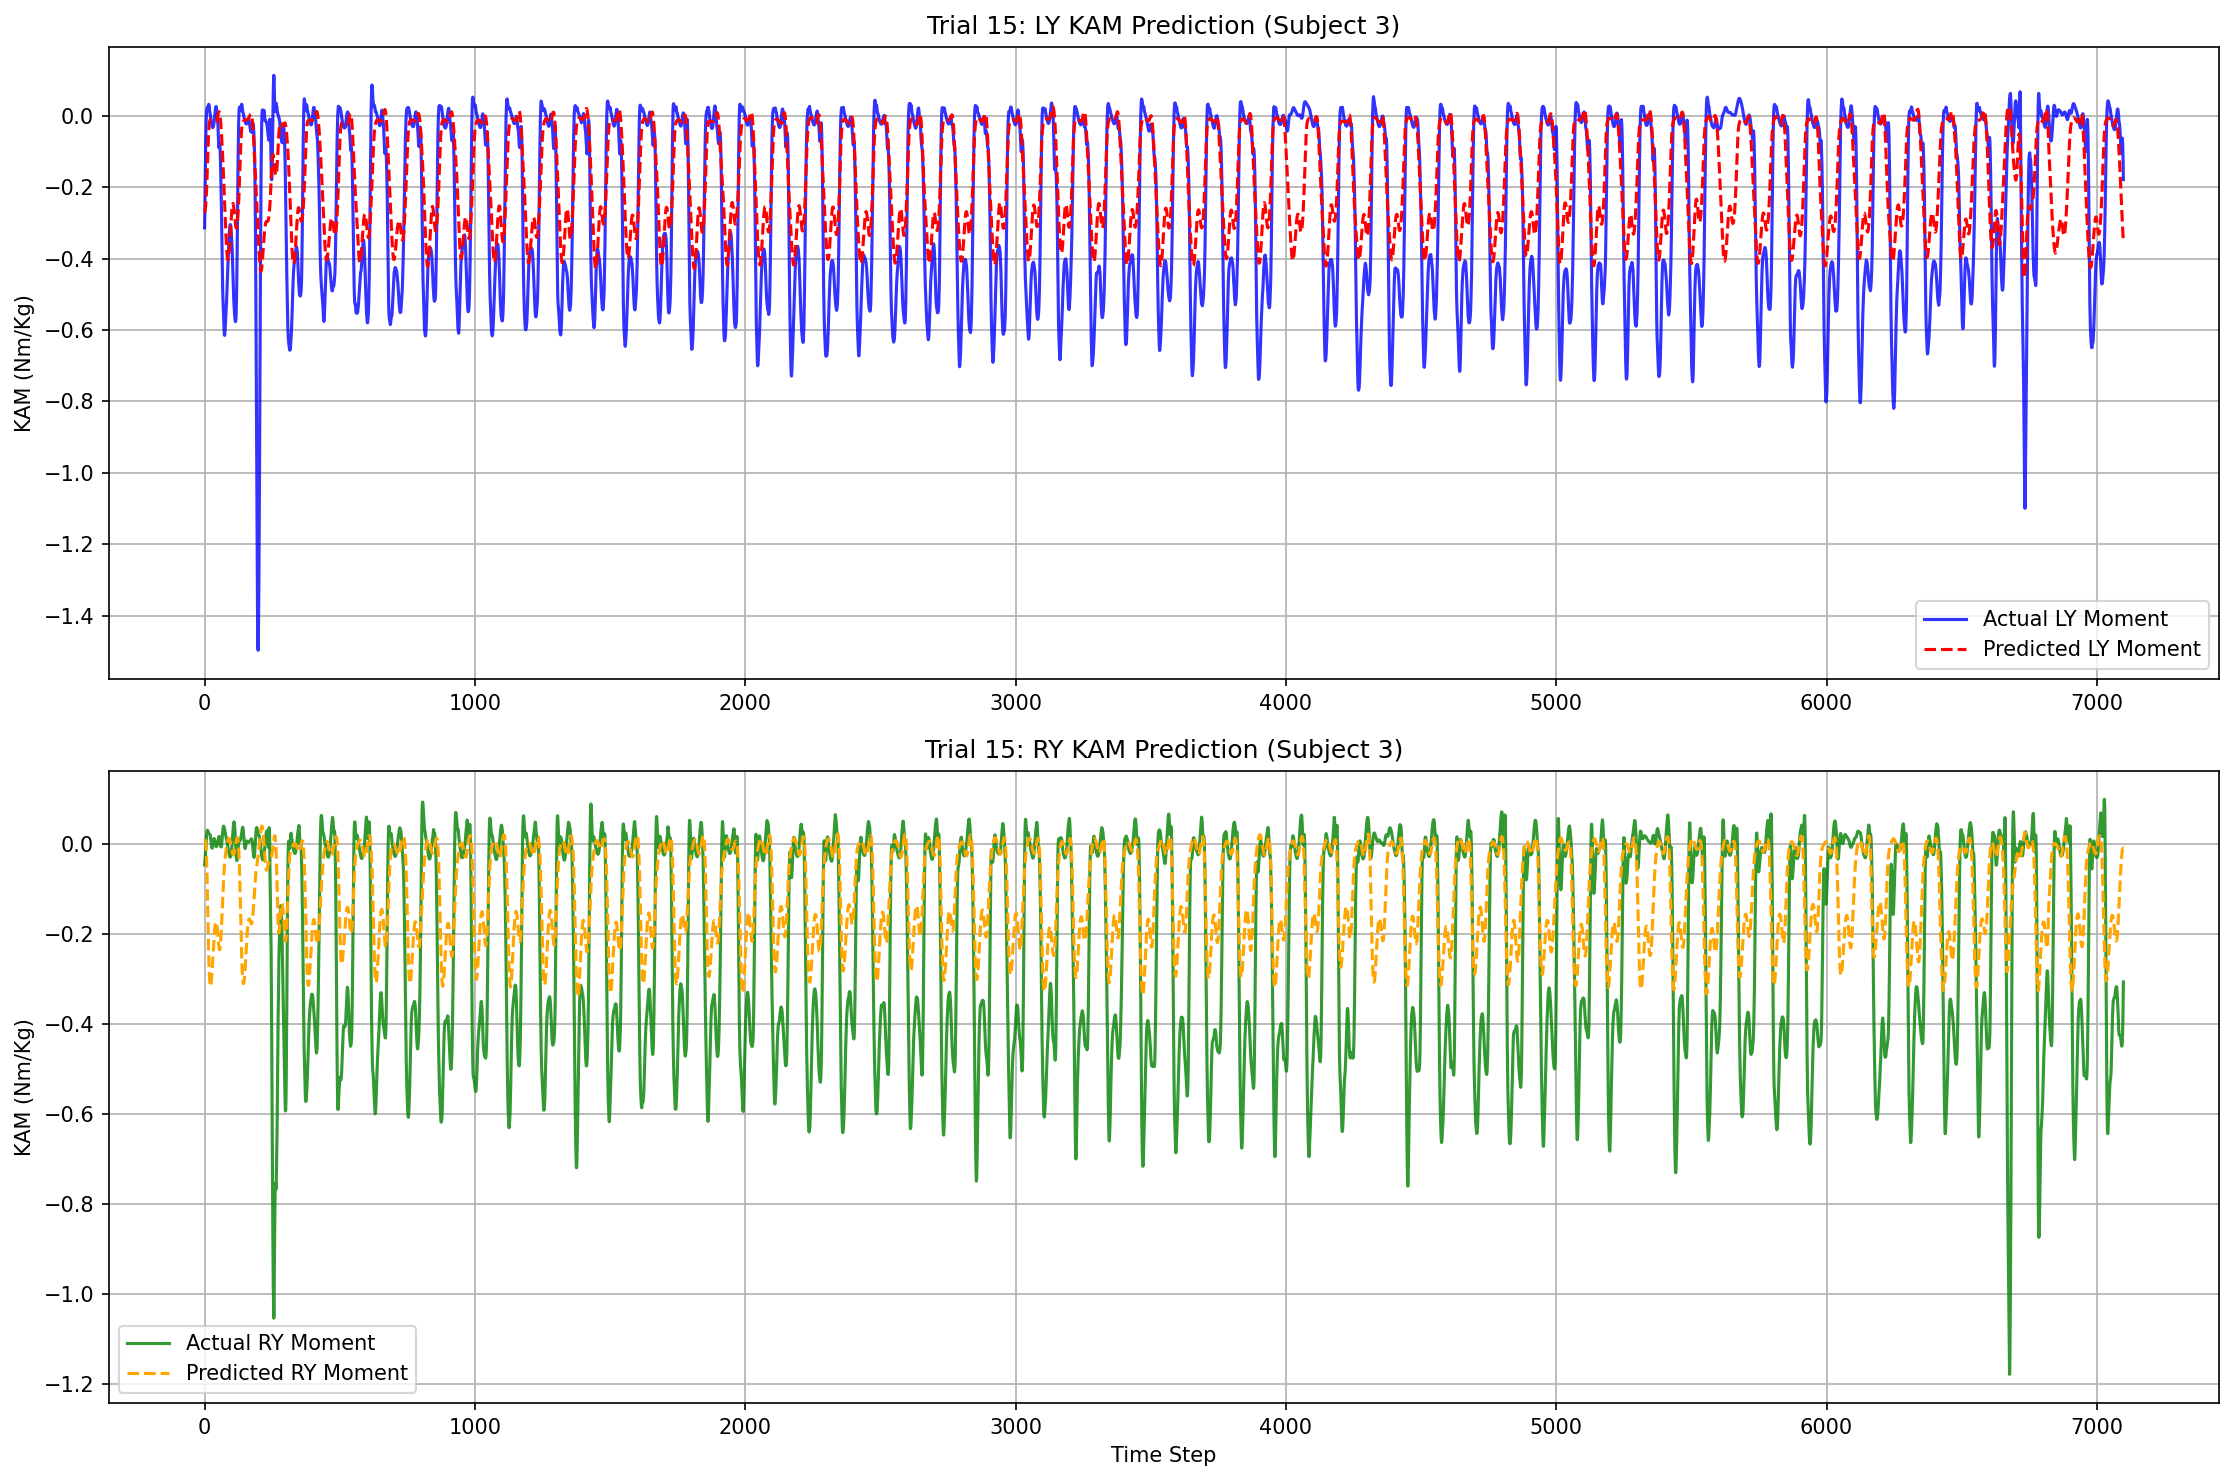 Trial 15: LY KAM Prediction (Subject 3)
KAM (Nm/Kg)
0.0
−0.2
−0.4
−0.6
−0.8
−1.0
−1.2
−1.4
Actual LY Moment
Predicted LY Moment
0 1000 2000 3000 4000 5000 6000 7000
Trial 15: RY KAM Prediction (Subject 3)
KAM (Nm/Kg)
0.0
−0.2
−0.4
−0.6
−0.8
−1.0
−1.2
Actual RY Moment
Predicted RY Moment
0 1000 2000 3000 4000 5000 6000 7000
Time Step